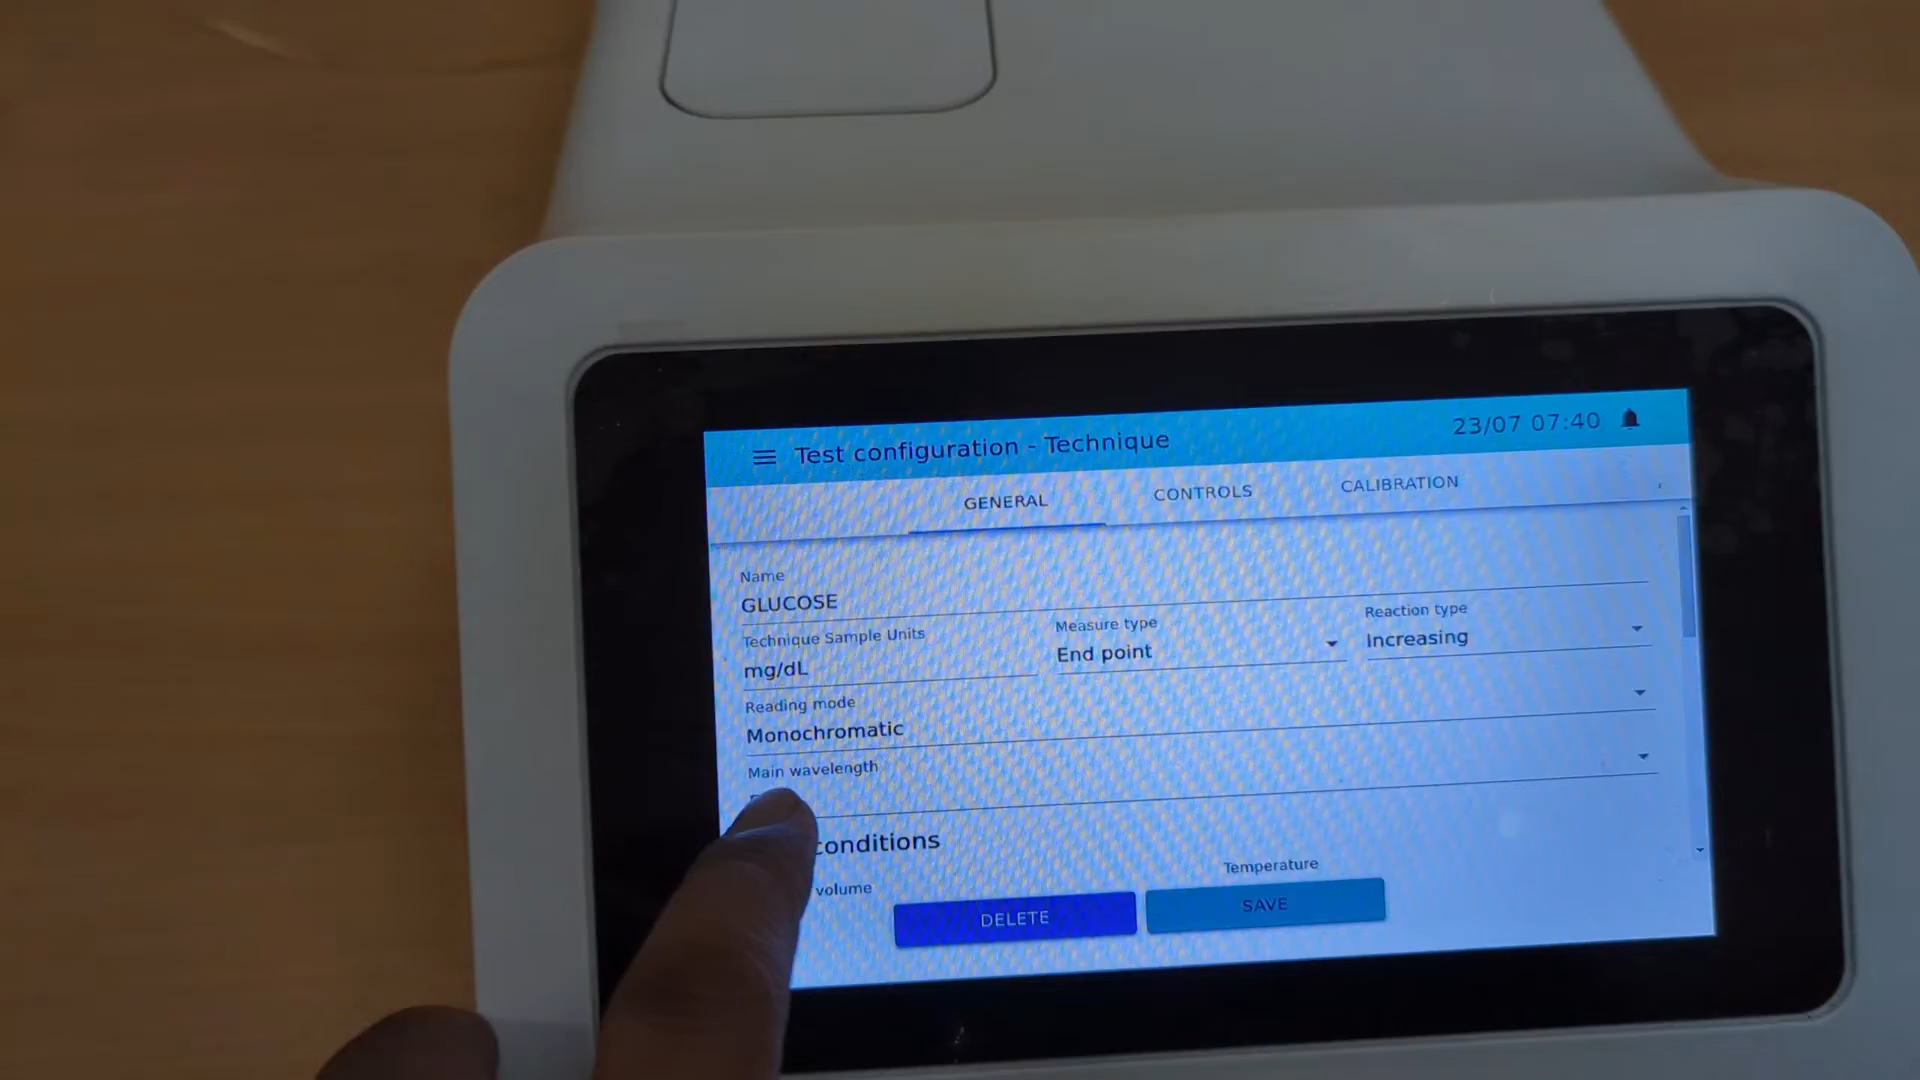 Test configuration - Technique
23/07 07:40
GENERAL
CONTROLS
CALIBRATION
Name
GLUCOSE
Technique Sample Units
mg/dL
Measure type
End point
Reaction type
Increasing
Reading mode
Monochromatic
Main wavelength
conditions
volume
Temperature
DELETE
SAVE